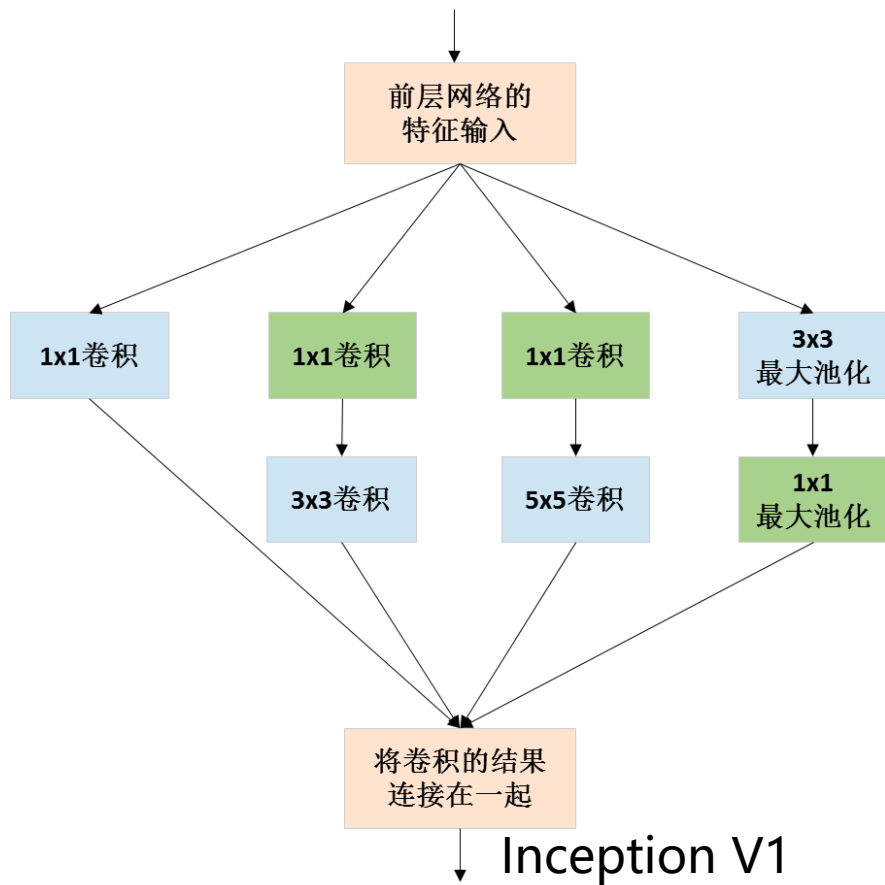 前层网络的
特征输入
1x1卷积
1x1卷积
1x1卷积
3x3
最大池化
3x3卷积
5x5卷积
1x1
最大池化
将卷积的结果
连接在一起
Inception V1